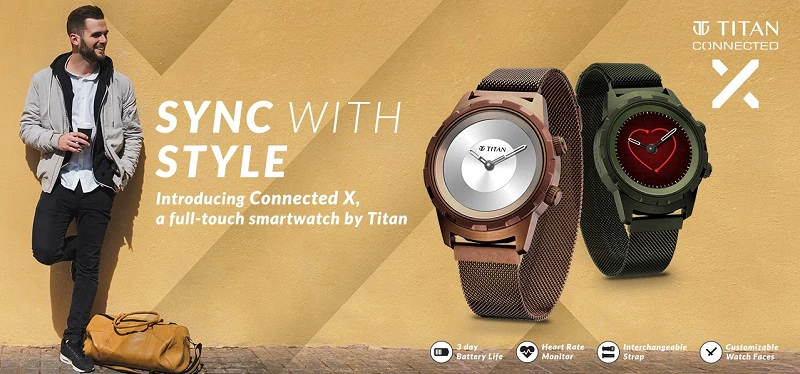 TITAN
CONNECTED
X
SYNC WITH
STYLE
Introducing Connected X,
a full-touch smartwatch by Titan
TITAN
3 day
Battery Life
Heart Rate
Monitor
Interchangeable
Strap
Customizable
Watch Faces